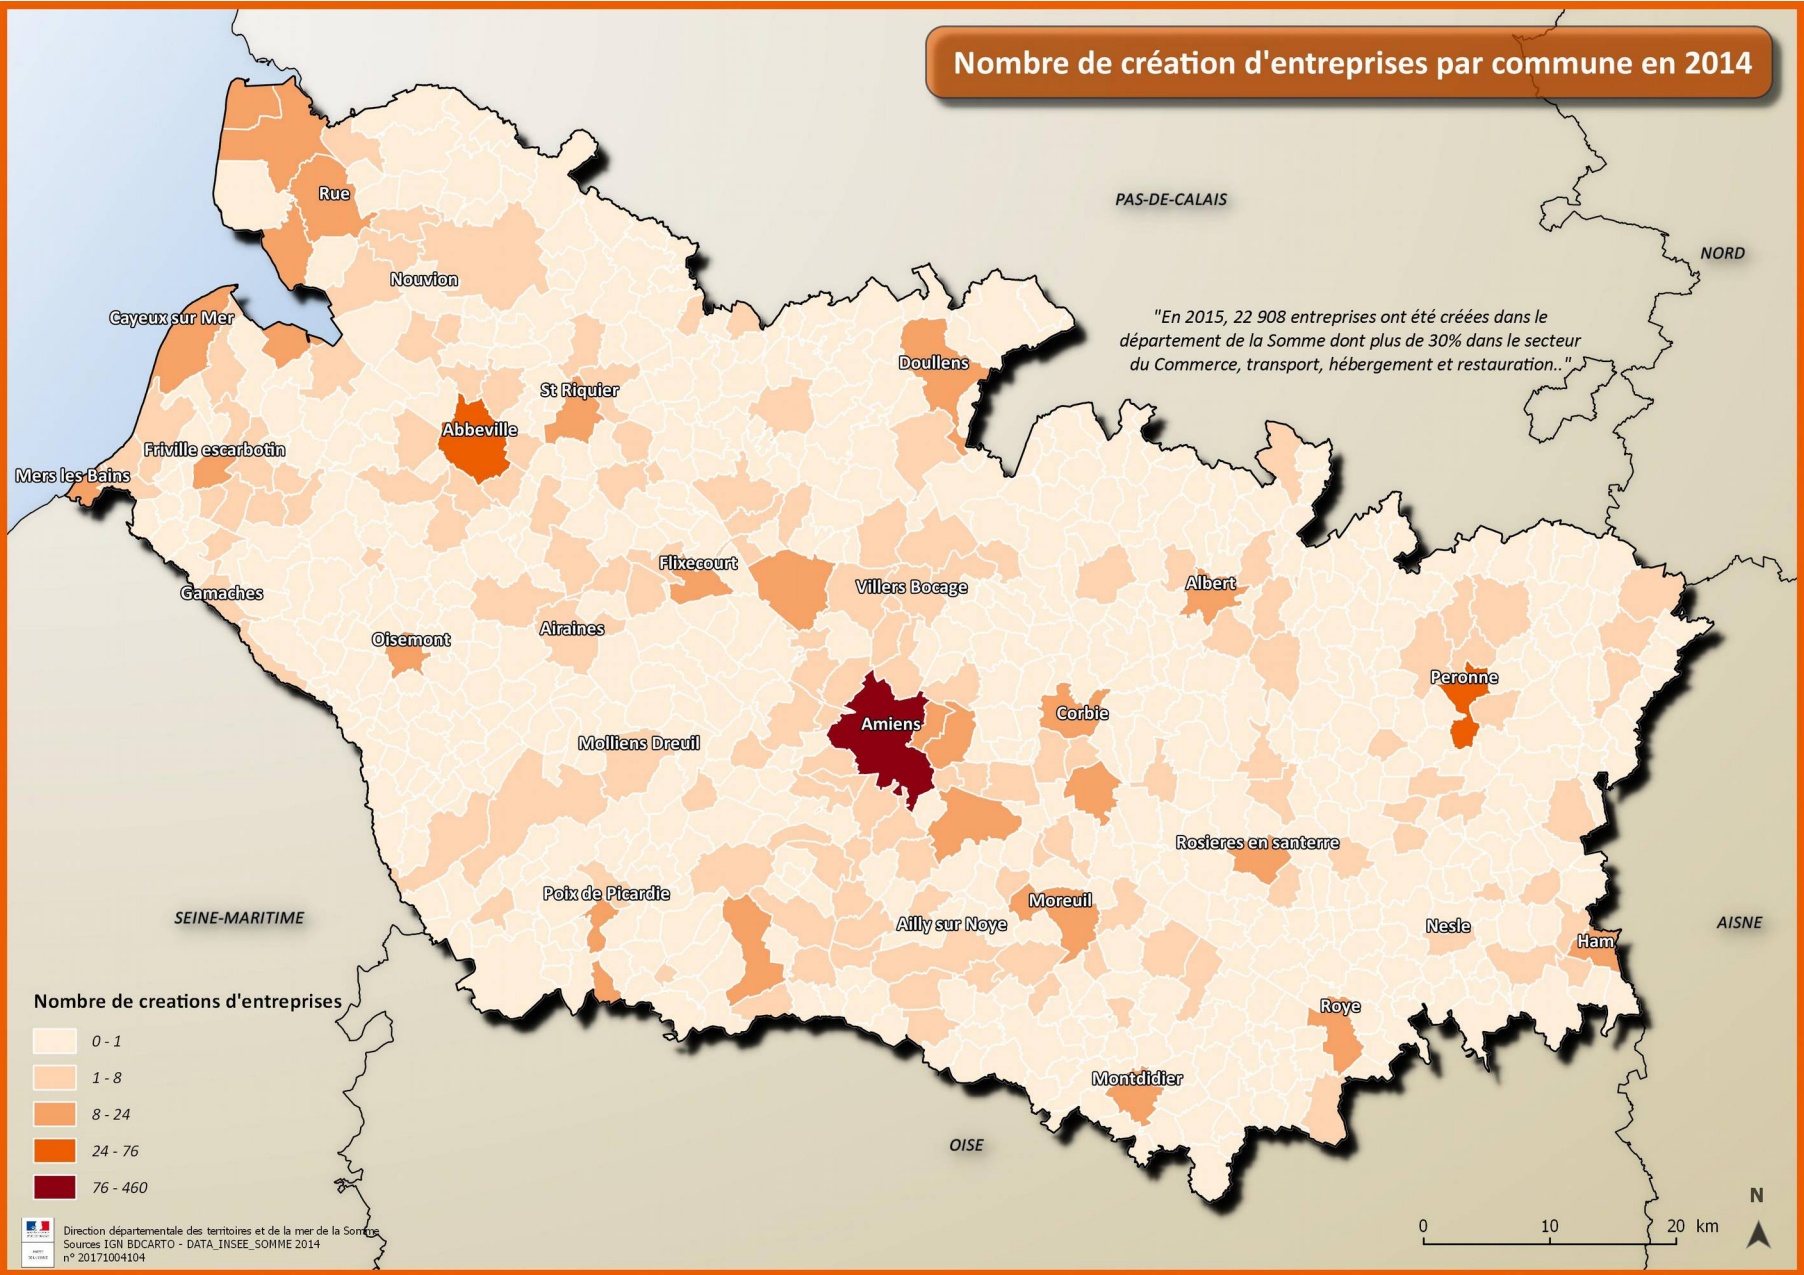 Nombre de création d'entreprises par commune en 2014
PAS-DE-CALAIS
NORD
Rue
Nouvion
Cayeux sur Mer
"En 2015, 22 908 entreprises ont été créées dans le
département de la Somme dont plus de 30% dans le secteur
du Commerce, transport, hébergement et restauration.."
Doullens
St Riquier
Abbeville
Friville escarbotin
Mers les Bains
Flixecourt
Villers Bocage
Albert
Gamaches
Airaines
Oisemont
Peronne
Corbie
Amiens
Molliens Dreuil
Rosieres en santerre
Poix de Picardie
Moreuil
Ailly sur Noye
Nesle
Ham
SEINE-MARITIME
AISNE
Roye
Montdidier
OISE
Nombre de creations d'entreprises
0 - 1
1 - 8
8 - 24
24 - 76
76 - 460
N
0 10 20 km
Direction départementale des territoires et de la mer de la Somme
Sources IGN BDCARTO - DATA_INSEE_SOMME 2014
n° 20171004104